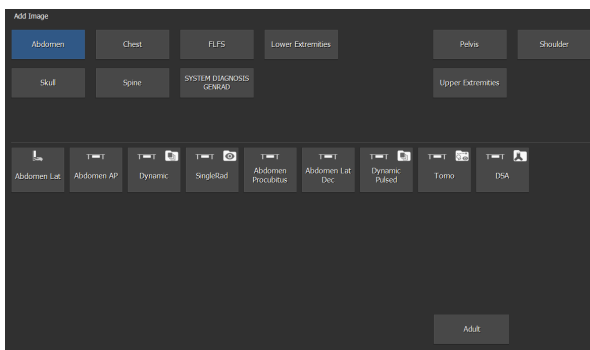 Add Image
Abdomen
Chest
FLFS
Lower Extremities
Pelvis
Shoulder
Skull
Spine
SYSTEM DIAGNOSIS
GENRAD
Upper Extremities
Abdomen Lat
Abdomen AP
Dynamic
SingleRad
Abdomen
Procubitus
Abdomen Lat
Dec
Dynamic
Pulsed
Tomo
DSA
Adult